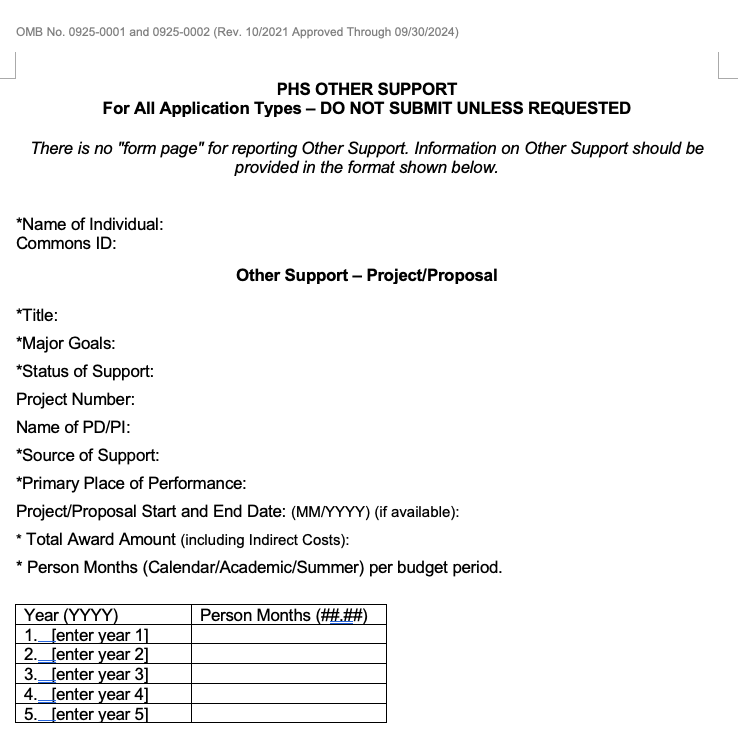 OMB No. 0925-0001 and 0925-0002 (Rev. 10/2021 Approved Through 09/30/2024)
PHS OTHER SUPPORT
For All Application Types – DO NOT SUBMIT UNLESS REQUESTED
There is no "form page" for reporting Other Support. Information on Other Support should be
provided in the format shown below.
*Name of Individual:
Commons ID:
Other Support – Project/Proposal
*Title:
*Major Goals:
*Status of Support:
Project Number:
Name of PD/PI:
*Source of Support:
*Primary Place of Performance:
Project/Proposal Start and End Date: (MM/YYYY) (if available):
* Total Award Amount (including Indirect Costs):
* Person Months (Calendar/Academic/Summer) per budget period.
Year (YYYY) Person Months (##.##)
1. [enter year 1]
2. [enter year 2]
3. [enter year 3]
4. [enter year 4]
5. [enter year 5]